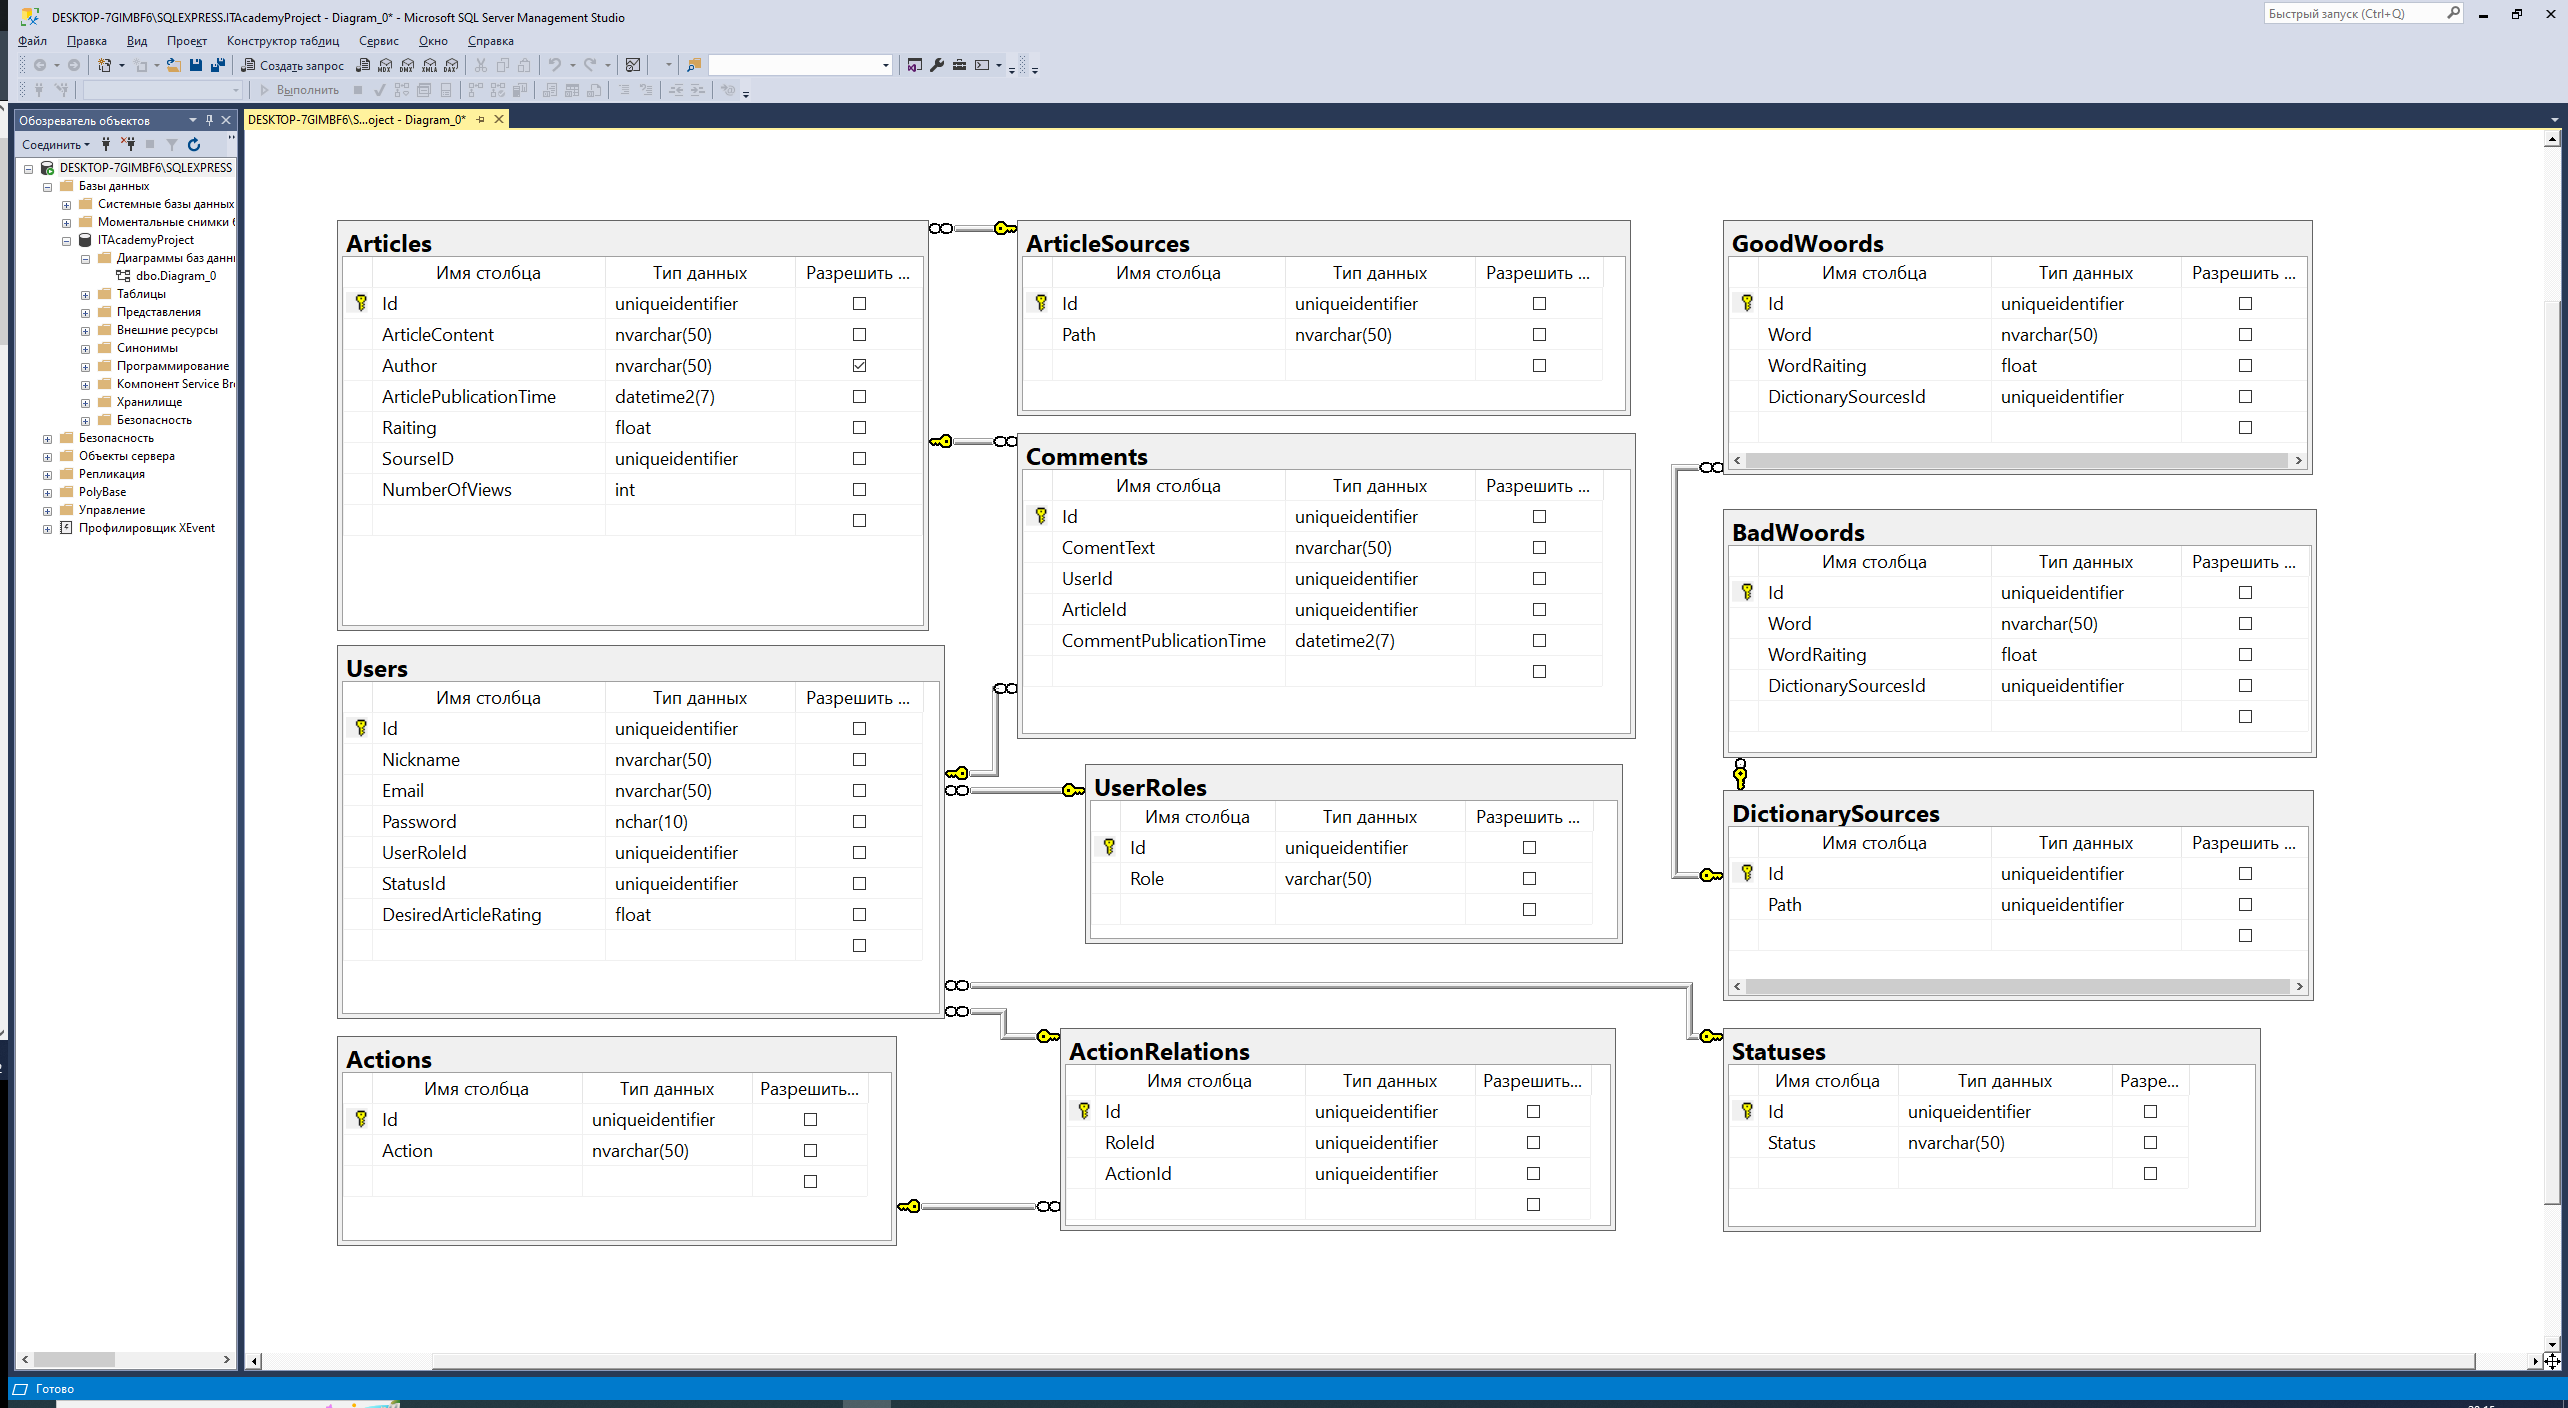 DESKTOP-7GIMBF6\SQLEXPRESS.ITAcademyProject - Diagram_0* - Microsoft SQL Server Management Studio
Быстрый запуск (Ctrl+Q)
Файл Правка Вид Проект Конструктор таблиц Сервис Окно Справка
Создать запрос MDX DMX XMLA DAX
Выполнить
Обозреватель объектов
DESKTOP-7GIMBF6\S...oject - Diagram_0*
Соединить
DESKTOP-7GIMBF6\SQLEXPRESS
Базы данных
Системные базы данных
Моментальные снимки
ITAcademyProject
Диаграммы баз данн
dbo.Diagram_0
Таблицы
Представления
Внешние ресурсы
Синонимы
Программирование
Компонент Service Br
Хранилище
Безопасность
Безопасность
Объекты сервера
Репликация
PolyBase
Управление
Профилировщик XEvent
Articles
Имя столбца Тип данных Разрешить ...
Id uniqueidentifier
ArticleContent nvarchar(50)
Author nvarchar(50)
ArticlePublicationTime datetime2(7)
Raiting float
SourseID uniqueidentifier
NumberOfViews int
ArticleSources
Имя столбца Тип данных Разрешить ...
Id uniqueidentifier
Path nvarchar(50)
GoodWoords
Имя столбца Тип данных Разрешить ...
Id uniqueidentifier
Word nvarchar(50)
WordRaiting float
DictionarySourcesId uniqueidentifier
Comments
Имя столбца Тип данных Разрешить ...
Id uniqueidentifier
ComentText nvarchar(50)
UserId uniqueidentifier
ArticleId uniqueidentifier
CommentPublicationTime datetime2(7)
BadWoords
Имя столбца Тип данных Разрешить ...
Id uniqueidentifier
Word nvarchar(50)
WordRaiting float
DictionarySourcesId uniqueidentifier
Users
Имя столбца Тип данных Разрешить ...
Id uniqueidentifier
Nickname nvarchar(50)
Email nvarchar(50)
Password nchar(10)
UserRoleId uniqueidentifier
StatusId uniqueidentifier
DesiredArticleRating float
UserRoles
Имя столбца Тип данных Разрешить ...
Id uniqueidentifier
Role varchar(50)
DictionarySources
Имя столбца Тип данных Разрешить ...
Id uniqueidentifier
Path uniqueidentifier
Actions
Имя столбца Тип данных Разрешить...
Id uniqueidentifier
Action nvarchar(50)
ActionRelations
Имя столбца Тип данных Разрешить...
Id uniqueidentifier
RoleId uniqueidentifier
ActionId uniqueidentifier
Statuses
Имя столбца Тип данных Разре...
Id uniqueidentifier
Status nvarchar(50)
Готово